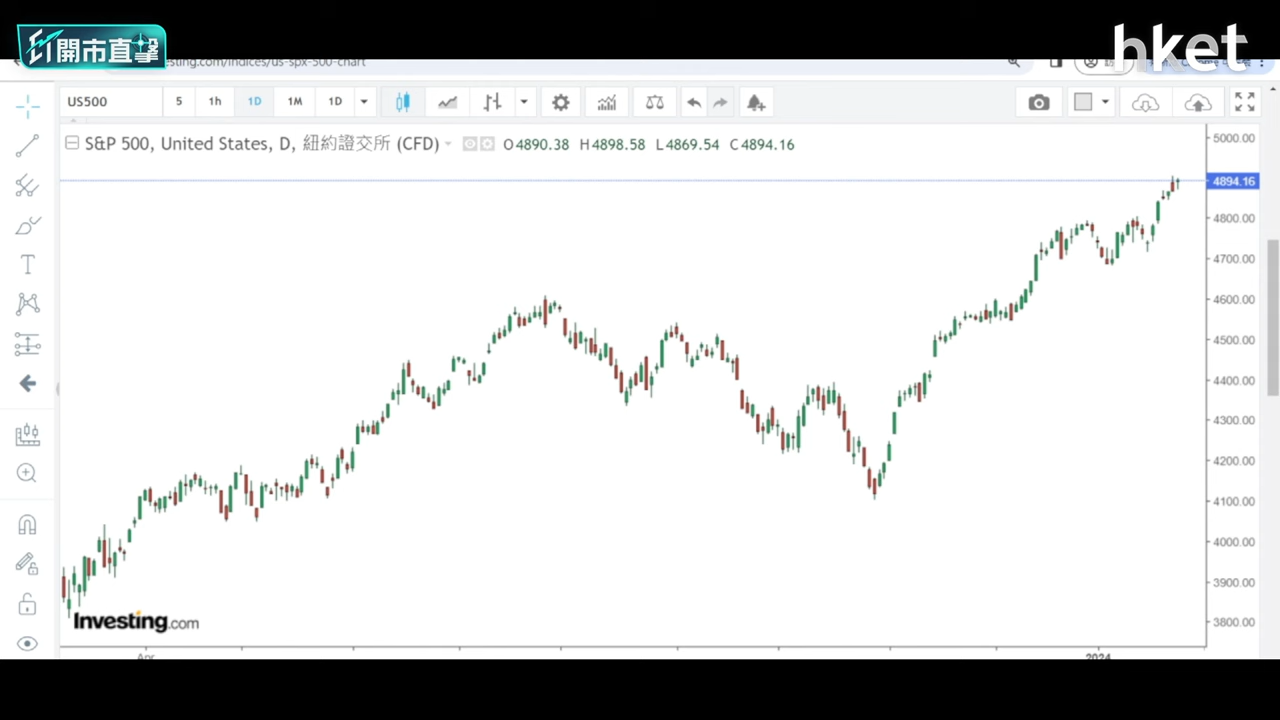 開市直擊
hket
esting.com/indices/us-spx-500-chart
US500 5 1h 1D 1M 1D
S&P 500, United States, D, 紐約證交所 (CFD) O4890.38 H4898.58 L4869.54 C4894.16
5000.00
4894.16
4800.00
4700.00
4600.00
4500.00
4400.00
4300.00
4200.00
4100.00
4000.00
3900.00
3800.00
Investing.com
Apr
2024